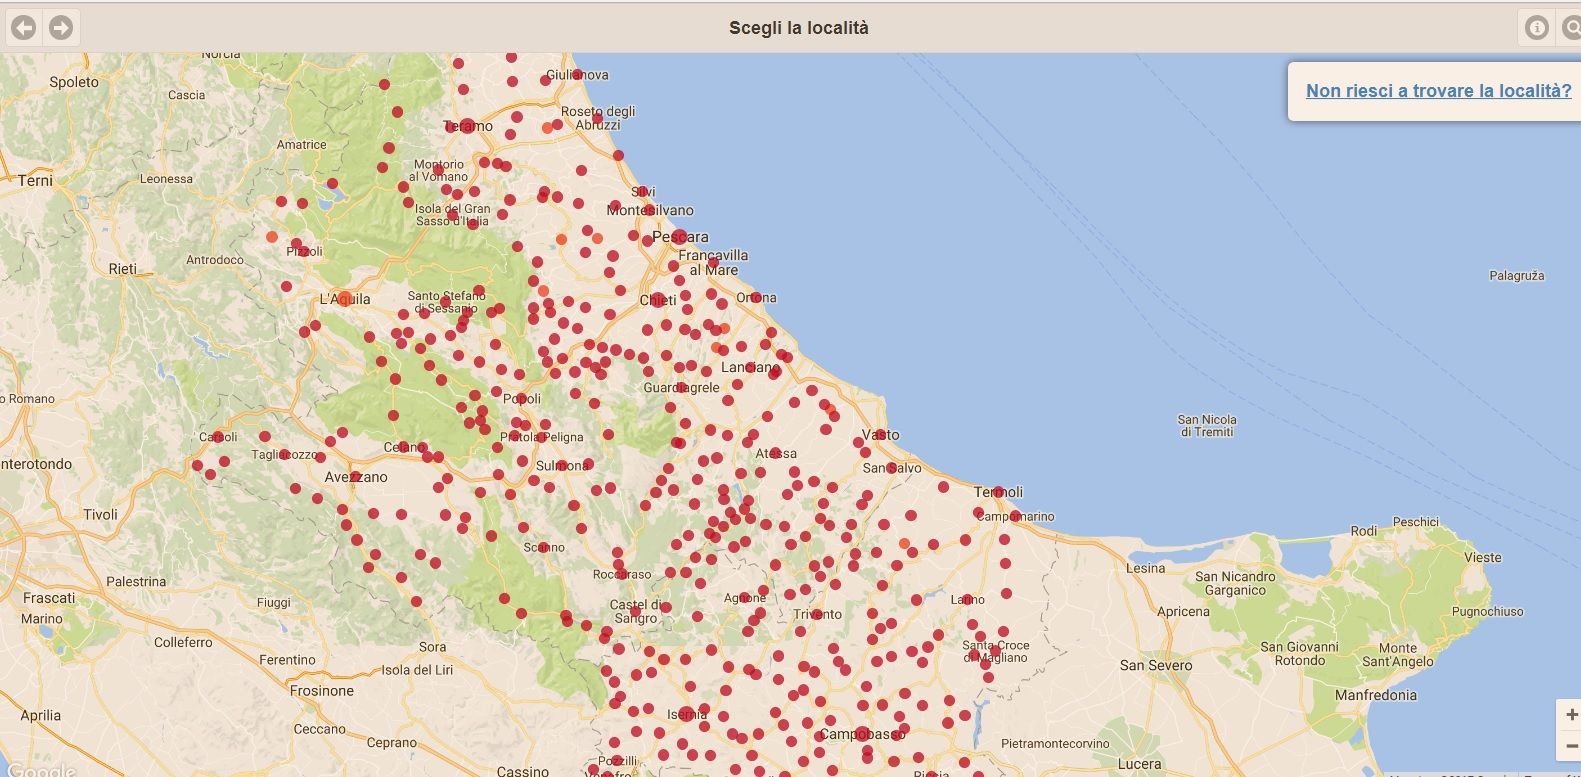 Scegli la località
Non riesci a trovare la località?
Norcia
Spoleto
Cascia
Giulianova
Roseto degli
Abruzzi
Teramo
Amatrice
Montorio
al Vomano
Terni
Leonessa
Silvi
Isola del Gran
Sasso d'Italia
Montesilvano
Pescara
Pizzoli
Antrodoco
Rieti
Francavilla
al Mare
Palagruža
L'Aquila
Santo Stefano
di Sessanio
Chieti
Ortona
Lanciano
Guardiagrele
Popoli
o Romano
San Nicola
di Tremiti
Carsoli
Pratola Peligna
Vasto
Celano
Tagliacozzo
Atessa
nterotondo
Sulmona
San Salvo
Avezzano
Termoli
Tivoli
Campomarino
Rodi
Peschici
Scanno
Vieste
Lesina
Roccaraso
San Nicandro
Garganico
Palestrina
Frascati
Fiuggi
Castel di
Sangro
Agnone
Larino
Marino
Trivento
Apricena
Pugnochiuso
Colleferro
Sora
Santa Croce
di Magliano
San Giovanni
Rotondo
Monte
Sant'Angelo
Ferentino
Isola del Liri
San Severo
Frosinone
Manfredonia
Aprilia
Isernia
Ceccano
Campobasso
Ceprano
Pietramontecorvino
Pozzilli
Lucera
Cassino
Venafro
Riccia
Google